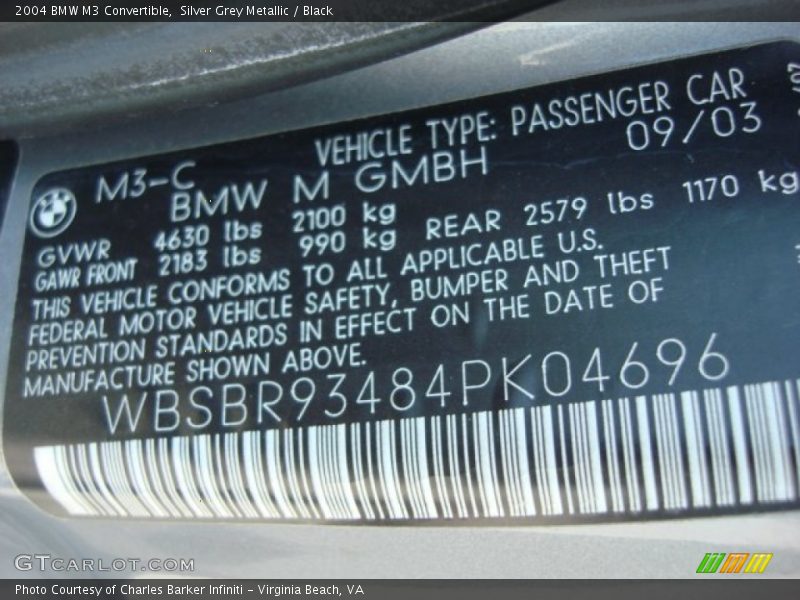 2004 BMW M3 Convertible,  Silver Grey Metallic / Black
VEHICLE TYPE: PASSENGER CAR
M3-C
09/03
BMW M GMBH
GVWR 4630 lbs 2100 kg
GAWR FRONT 2183 lbs 990 kg REAR 2579 lbs 1170 kg
THIS VEHICLE CONFORMS TO ALL APPLICABLE U.S.
FEDERAL MOTOR VEHICLE SAFETY, BUMPER AND THEFT
PREVENTION STANDARDS IN EFFECT ON THE DATE OF
MANUFACTURE SHOWN ABOVE.
WBSBR93484PK04696
GTCARLOT.COM
Photo Courtesy of Charles Barker Infiniti - Virginia Beach, VA